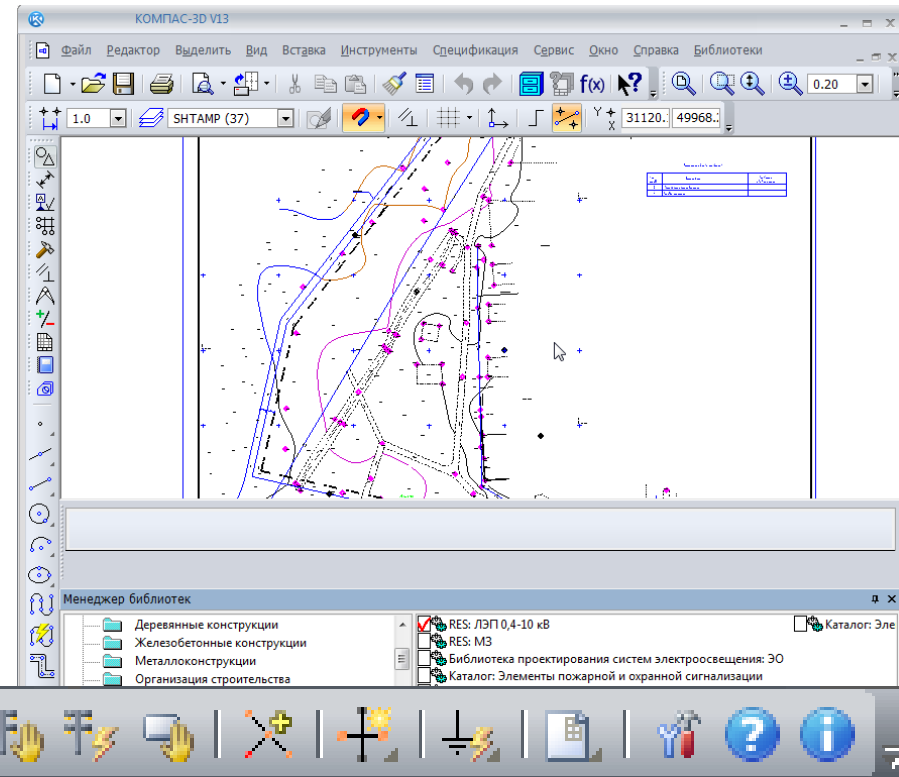 КОМПАС-3D V13
Файл Редактор Выделить Вид Вставка Инструменты Спецификация Сервис Окно Справка Библиотеки
f(x) 0.20
1.0 SHTAMP (37) Y X 31120. 49968.
Менеджер библиотек
Деревянные конструкции
Железобетонные конструкции
Металлоконструкции
Организация строительства
RES: ЛЭП 0,4-10 кВ
RES: МЗ
Библиотека проектирования систем электроосвещения: ЭО
Каталог: Элементы пожарной и охранной сигнализации
Каталог: Эле